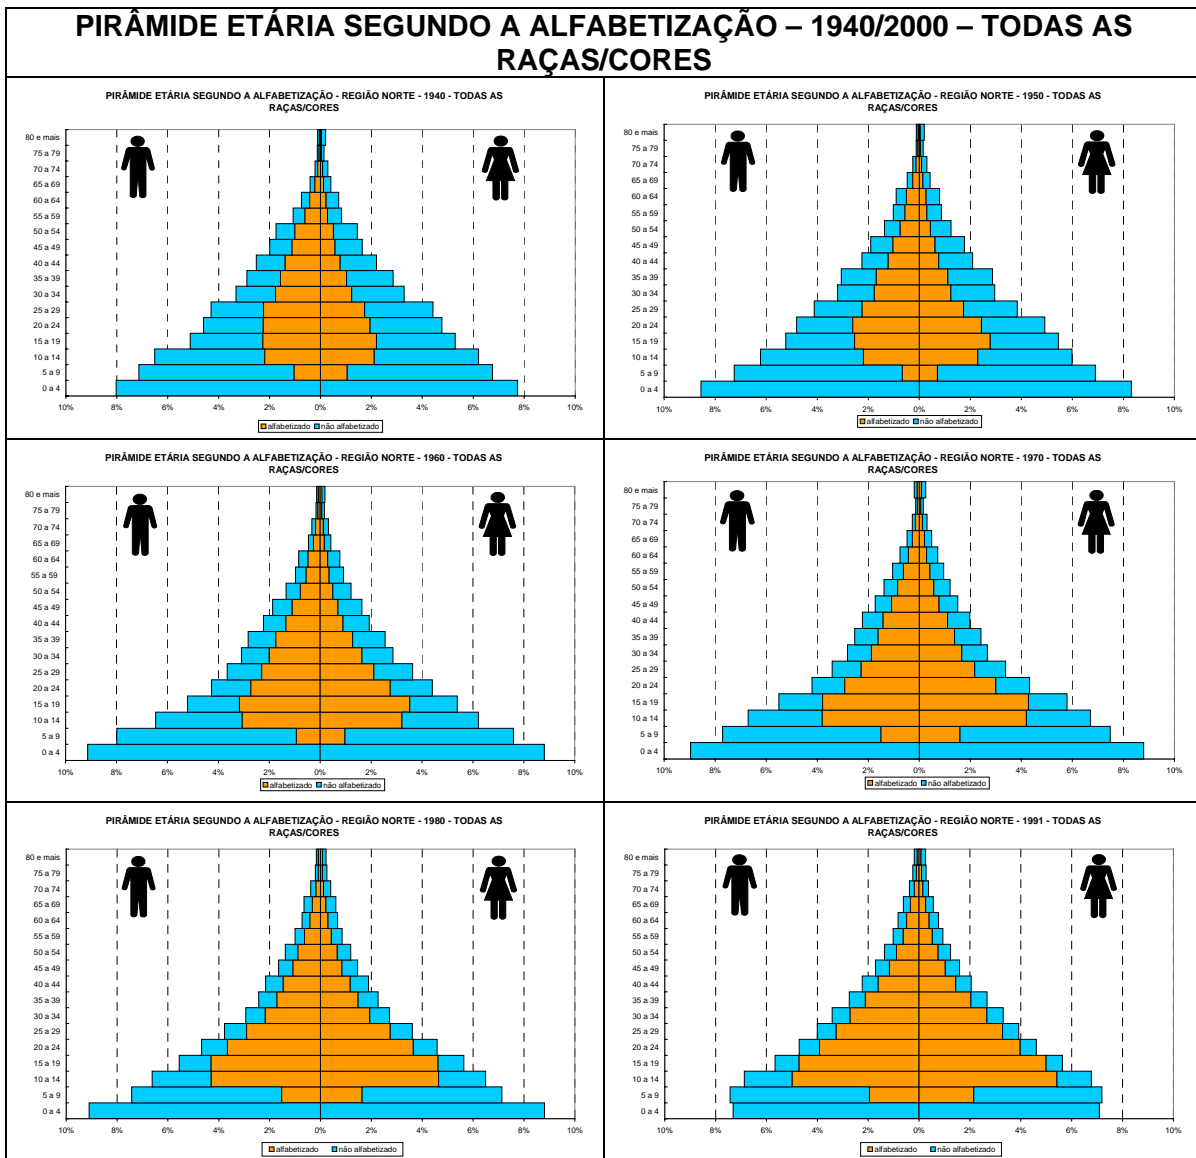 PIRÂMIDE ETÁRIA SEGUNDO A ALFABETIZAÇÃO – 1940/2000 – TODAS AS
RAÇAS/CORES
PIRÂMIDE ETÁRIA SEGUNDO A ALFABETIZAÇÃO - REGIÃO NORTE - 1940 - TODAS AS
RAÇAS/CORES
80 e mais
75 a 79
70 a 74
65 a 69
60 a 64
55 a 59
50 a 54
45 a 49
40 a 44
35 a 39
30 a 34
25 a 29
20 a 24
15 a 19
10 a 14
5 a 9
0 a 4
10% 8% 6% 4% 2% 0% 2% 4% 6% 8% 10%
alfabetizado não alfabetizado
PIRÂMIDE ETÁRIA SEGUNDO A ALFABETIZAÇÃO - REGIÃO NORTE - 1950 - TODAS AS
RAÇAS/CORES
80 e mais
75 a 79
70 a 74
65 a 69
60 a 64
55 a 59
50 a 54
45 a 49
40 a 44
35 a 39
30 a 34
25 a 29
20 a 24
15 a 19
10 a 14
5 a 9
0 a 4
10% 8% 6% 4% 2% 0% 2% 4% 6% 8% 10%
alfabetizado não alfabetizado
PIRÂMIDE ETÁRIA SEGUNDO A ALFABETIZAÇÃO - REGIÃO NORTE - 1960 - TODAS AS
RAÇAS/CORES
80 e mais
75 a 79
70 a 74
65 a 69
60 a 64
55 a 59
50 a 54
45 a 49
40 a 44
35 a 39
30 a 34
25 a 29
20 a 24
15 a 19
10 a 14
5 a 9
0 a 4
10% 8% 6% 4% 2% 0% 2% 4% 6% 8% 10%
alfabetizado não alfabetizado
PIRÂMIDE ETÁRIA SEGUNDO A ALFABETIZAÇÃO - REGIÃO NORTE - 1970 - TODAS AS
RAÇAS/CORES
80 e mais
75 a 79
70 a 74
65 a 69
60 a 64
55 a 59
50 a 54
45 a 49
40 a 44
35 a 39
30 a 34
25 a 29
20 a 24
15 a 19
10 a 14
5 a 9
0 a 4
10% 8% 6% 4% 2% 0% 2% 4% 6% 8% 10%
alfabetizado não alfabetizado
PIRÂMIDE ETÁRIA SEGUNDO A ALFABETIZAÇÃO - REGIÃO NORTE - 1980 - TODAS AS
RAÇAS/CORES
80 e mais
75 a 79
70 a 74
65 a 69
60 a 64
55 a 59
50 a 54
45 a 49
40 a 44
35 a 39
30 a 34
25 a 29
20 a 24
15 a 19
10 a 14
5 a 9
0 a 4
10% 8% 6% 4% 2% 0% 2% 4% 6% 8% 10%
alfabetizado não alfabetizado
PIRÂMIDE ETÁRIA SEGUNDO A ALFABETIZAÇÃO - REGIÃO NORTE - 1991 - TODAS AS
RAÇAS/CORES
80 e mais
75 a 79
70 a 74
65 a 69
60 a 64
55 a 59
50 a 54
45 a 49
40 a 44
35 a 39
30 a 34
25 a 29
20 a 24
15 a 19
10 a 14
5 a 9
0 a 4
10% 8% 6% 4% 2% 0% 2% 4% 6% 8% 10%
alfabetizado não alfabetizado